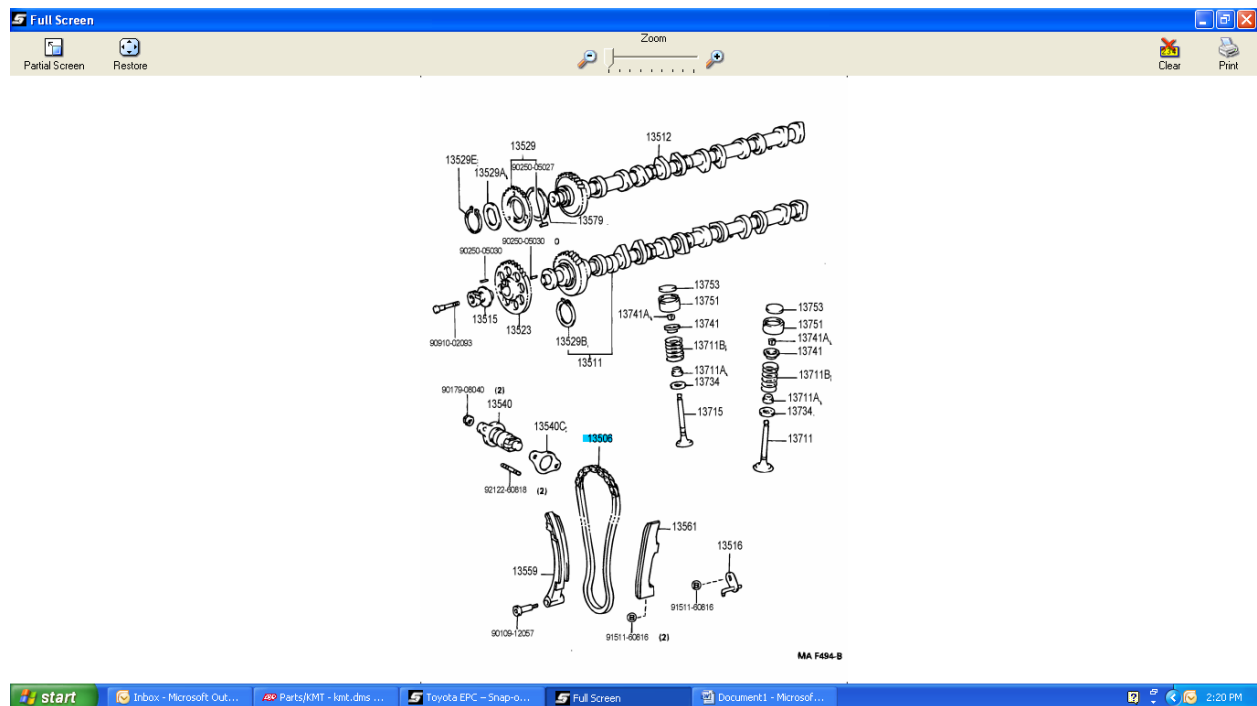 Full Screen
Partial Screen
Restore
Zoom
Clear
Print
13512
13529
13529E
90250-05027
13529A
13579
90250-05030
90250-05030
13515
13523
90910-02093
13529B
13511
13753
13751
13741A
13741
13711B
13711A
13734
13715
13753
13751
13741A
13741
13711B
13711A
13734
13711
90179-08040 (2)
13540
13540C
13506
92122-60818 (2)
13561
13516
13559
91511-60816
90109-12057
91511-60816 (2)
MA F494-B
start
Inbox - Microsoft Out...
Parts/KMT - kmt.dms ...
Toyota EPC – Snap-o...
Full Screen
Document1 - Microsof...
2:20 PM